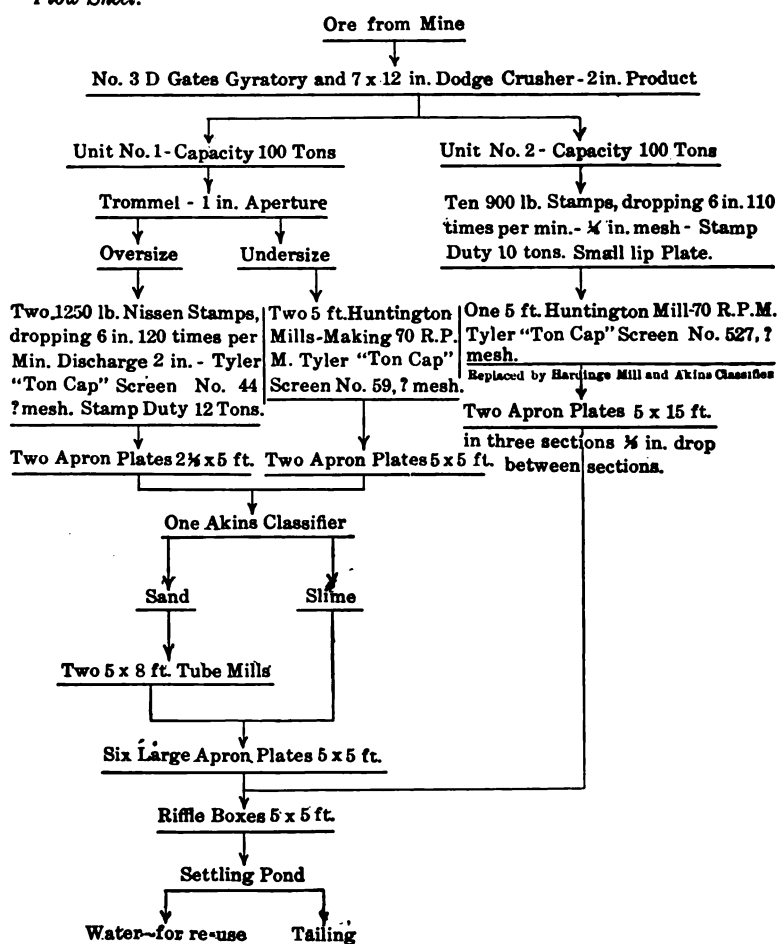 Flow Sheet.
Ore from Mine
No. 3 D Gates Gyratory and 7 x 12 in. Dodge Crusher - 2 in. Product
Unit No. 1 - Capacity 100 Tons
Trommel - 1 in. Aperture
Oversize
Undersize
Two 1250 lb. Nissen Stamps,
dropping 6 in. 120 times per
Min. Discharge 2 in. - Tyler
"Ton Cap" Screen No. 44
? mesh. Stamp Duty 12 Tons.
Two 5 ft. Huntington
Mills-Making 70 R.P.
M. Tyler "Ton Cap"
Screen No. 59, ? mesh.
Two Apron Plates 2½ x 5 ft.
Two Apron Plates 5 x 5 ft.
Unit No. 2 - Capacity 100 Tons
Ten 900 lb. Stamps, dropping 6 in. 110
times per min. - ¼ in. mesh - Stamp
Duty 10 tons. Small lip Plate.
One 5 ft. Huntington Mill-70 R.P.M.
Tyler "Ton Cap" Screen No. 527, ?
mesh.
Replaced by Hardinge Mill and Akins Classifier
Two Apron Plates 5 x 15 ft.
in three sections in. drop
between sections.
One Akins Classifier
Sand
Slime
Two 5 x 8 ft. Tube Mills
Six Large Apron Plates 5 x 5 ft.
Riffle Boxes 5 x 5 ft.
Settling Pond
Water-for re-use
Tailing